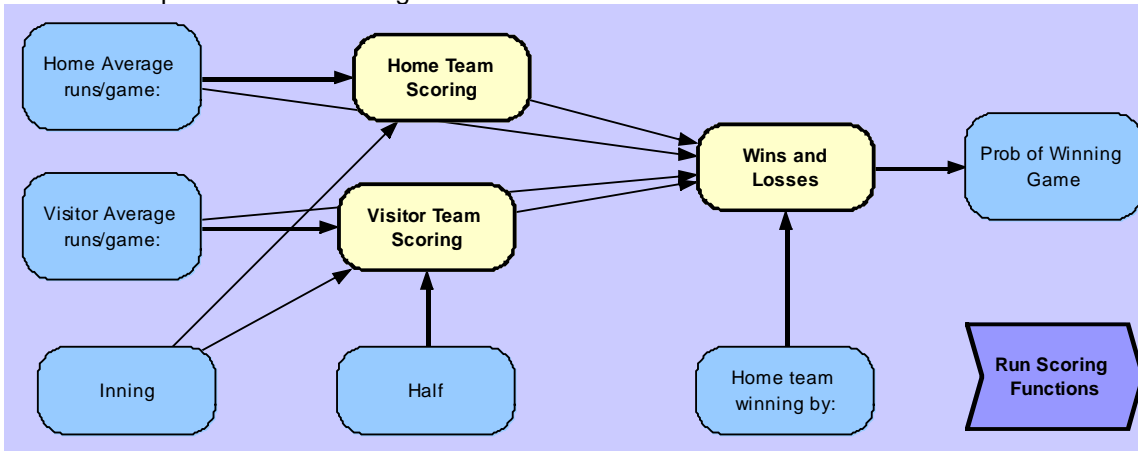 Home Average
runs/game:
Home Team
Scoring
Wins and
Losses
Prob of Winning
Game
Visitor Average
runs/game:
Visitor Team
Scoring
Inning
Half
Home team
winning by:
Run Scoring
Functions